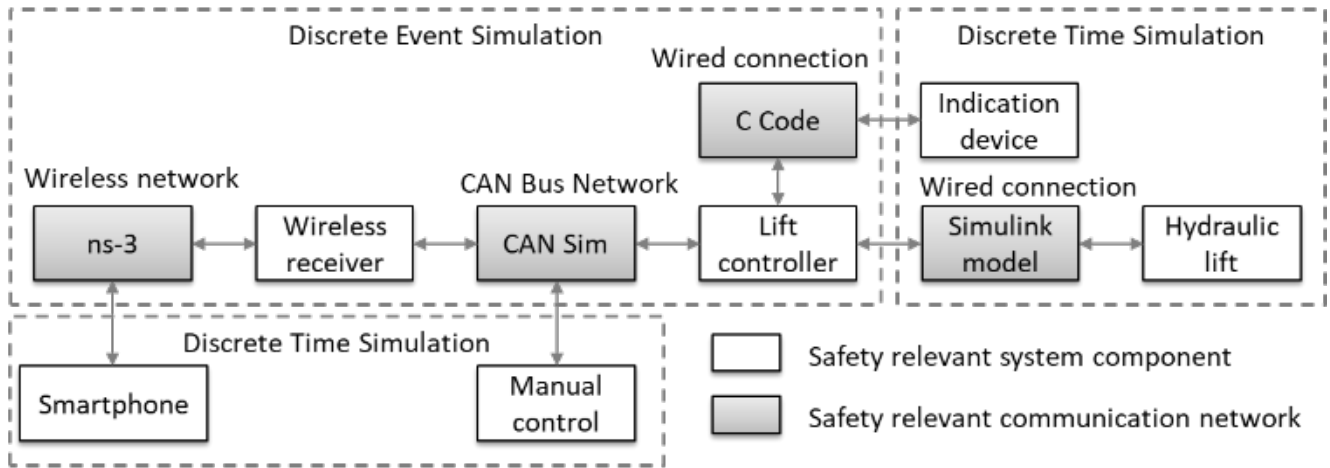 Discrete Event Simulation
Discrete Time Simulation
Wired connection
C Code
Indication
device
Wireless network
CAN Bus Network
Wired connection
ns-3
Wireless
receiver
CAN Sim
Lift
controller
Simulink
model
Hydraulic
lift
Discrete Time Simulation
Smartphone
Manual
control
Safety relevant system component
Safety relevant communication network